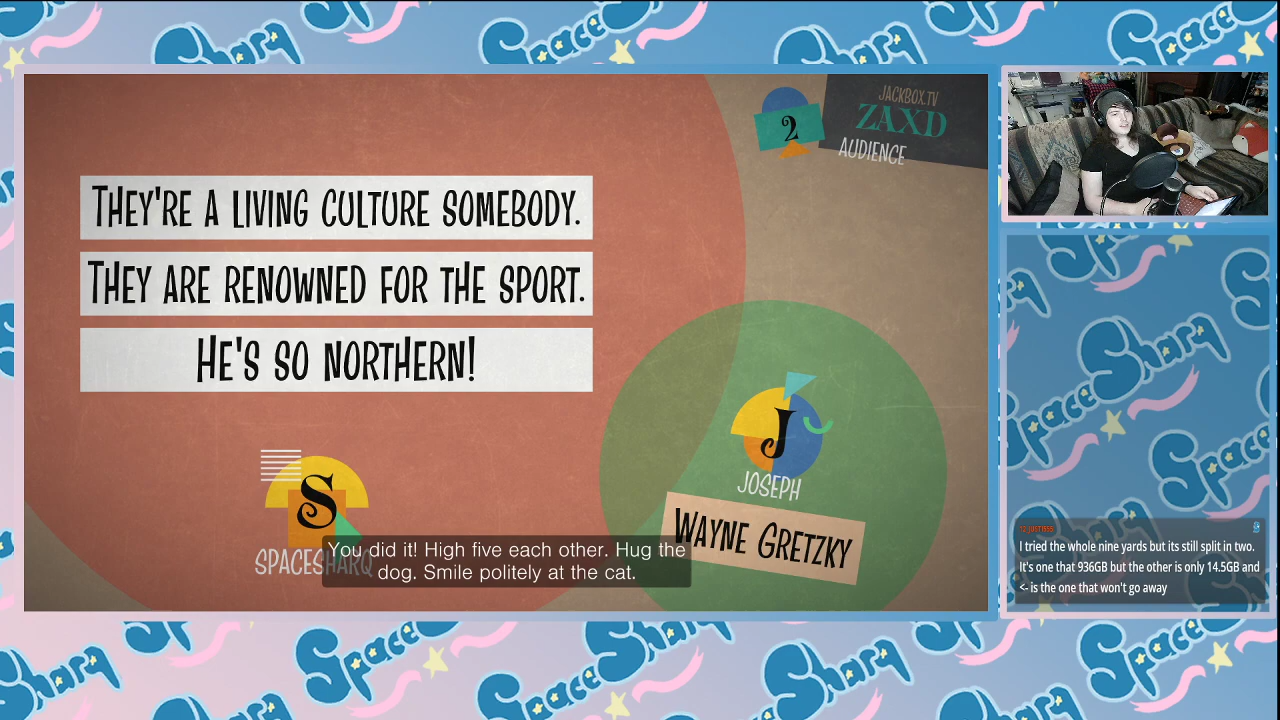 JACKBOX.TV
ZAXD
2
AUDIENCE
THEY'RE A LIVING CULTURE SOMEBODY.
THEY ARE RENOWNED FOR THE SPORT.
HE'S SO NORTHERN!
S
SPACESHARQ
J
JOSEPH
WAYNE GRETZKY
You did it! High five each other. Hug the
dog. Smile politely at the cat.
I tried the whole nine yards but its still split in two.
It's one that 936GB but the other is only 14.5GB and
<- is the one that won't go away
SpaceSharq